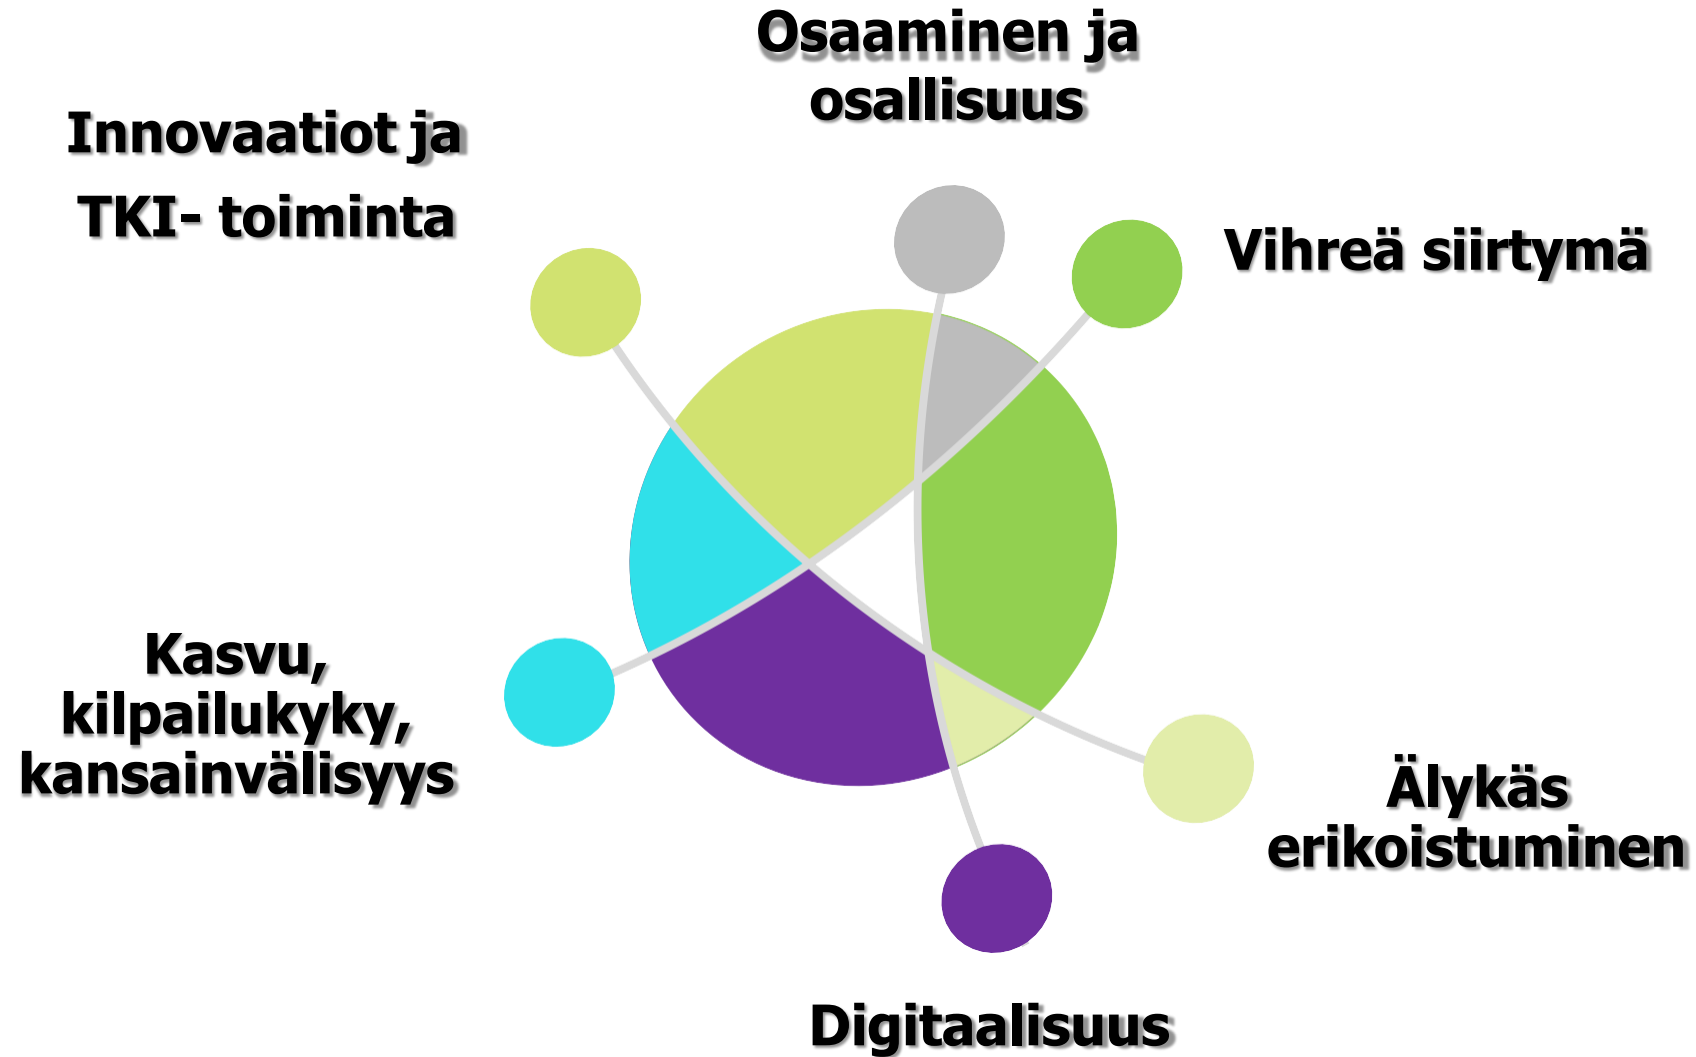 Osaaminen ja
osallisuus
Innovaatiot ja
TKI- toiminta
Vihreä siirtymä
Kasvu,
kilpailukyky,
kansainvälisyys
Älykäs
erikoistuminen
Digitaalisuus